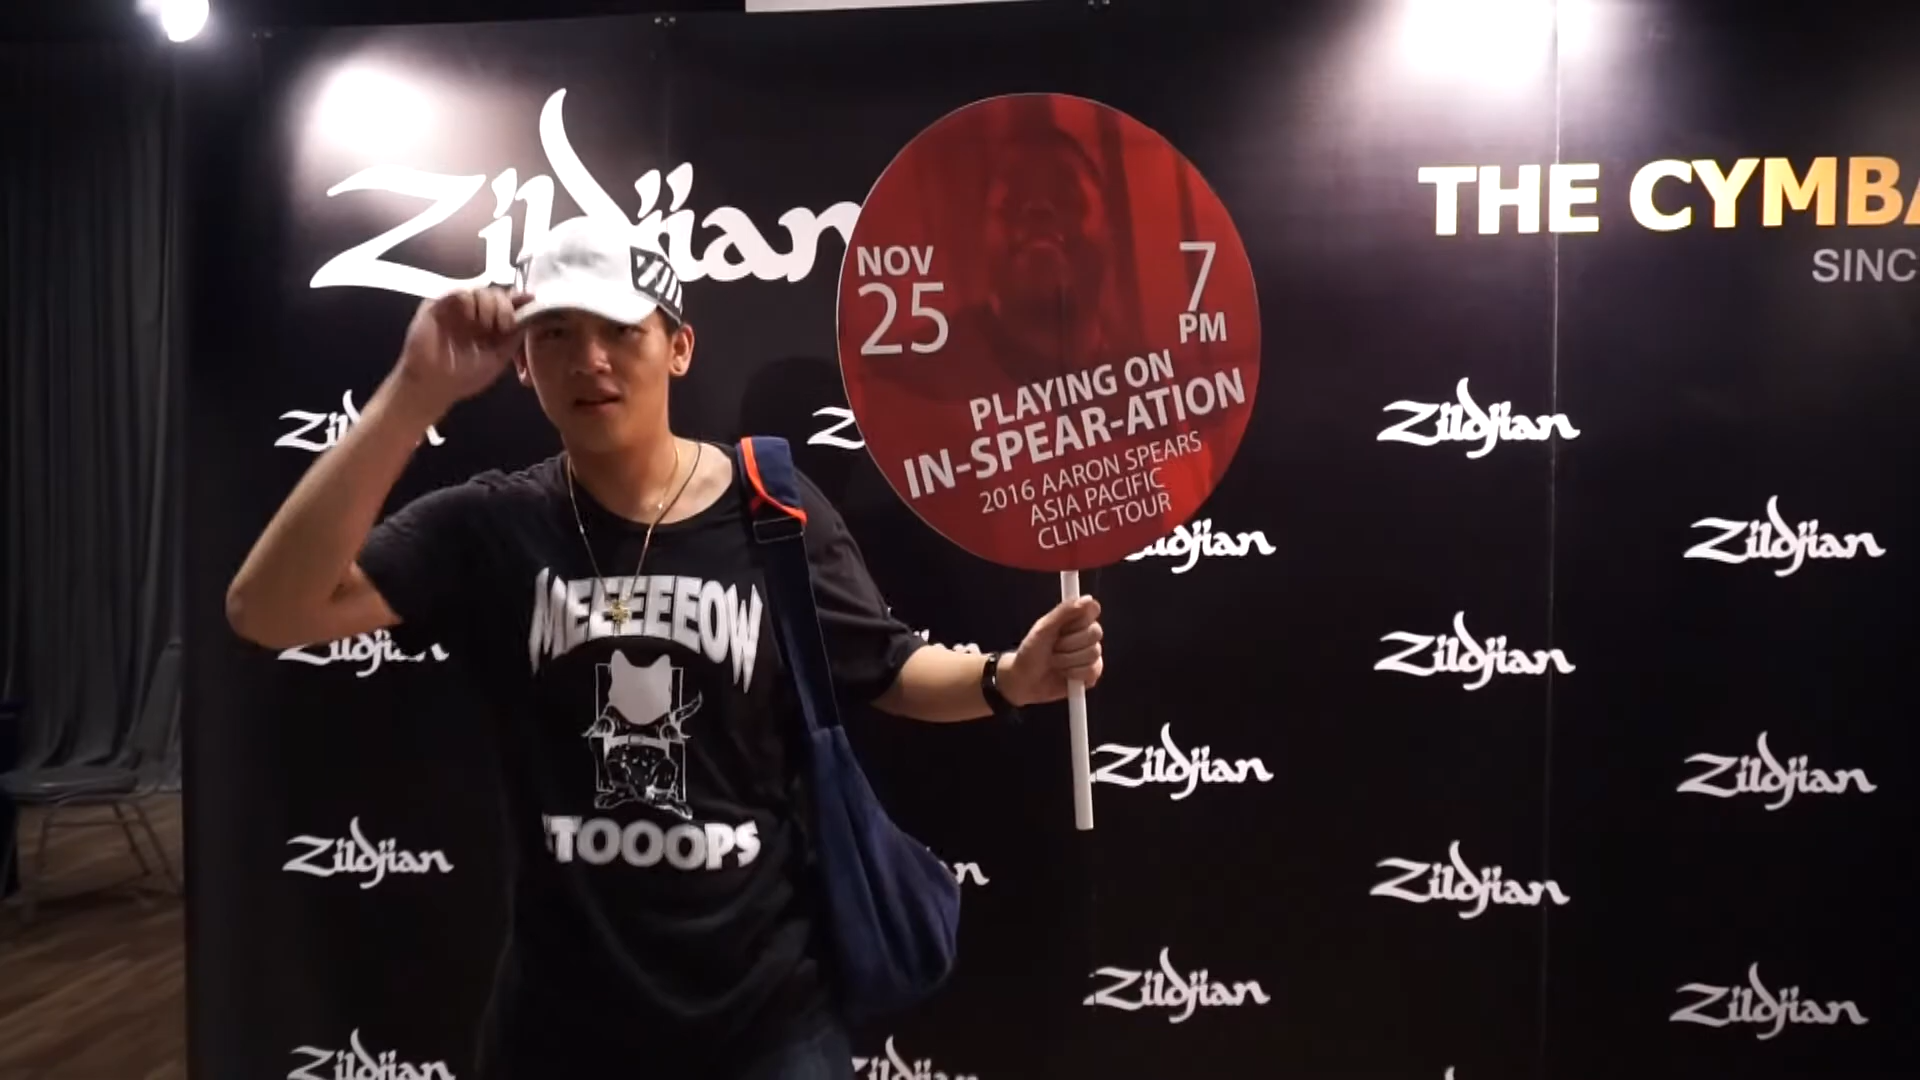 Zildjian
THE CYMBA
SINC
NOV
25
7
PM
PLAYING ON
IN-SPEAR-ATION
2016 AARON SPEARS
ASIA PACIFIC
CLINIC TOUR
MEEEEEOW
TOOOPS
Zildjian
Zildjian
Zildjian
Zildjian
Zildjian
Zildjian
Zildjian
Zildjian
Zildjian
Zildjian
Zildjian
Zildjian
Zildjian